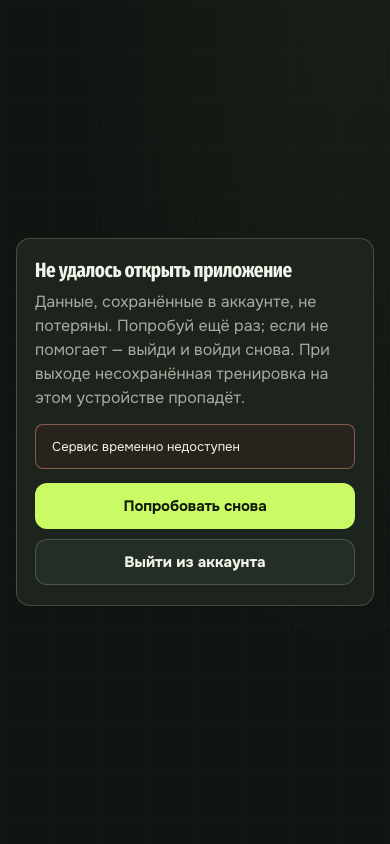 Не удалось открыть приложение
Данные, сохранённые в аккаунте, не
потеряны. Попробуй ещё раз; если не
помогает — выйди и войди снова. При
выходе несохранённая тренировка на
этом устройстве пропадёт.
Сервис временно недоступен
Попробовать снова
Выйти из аккаунта